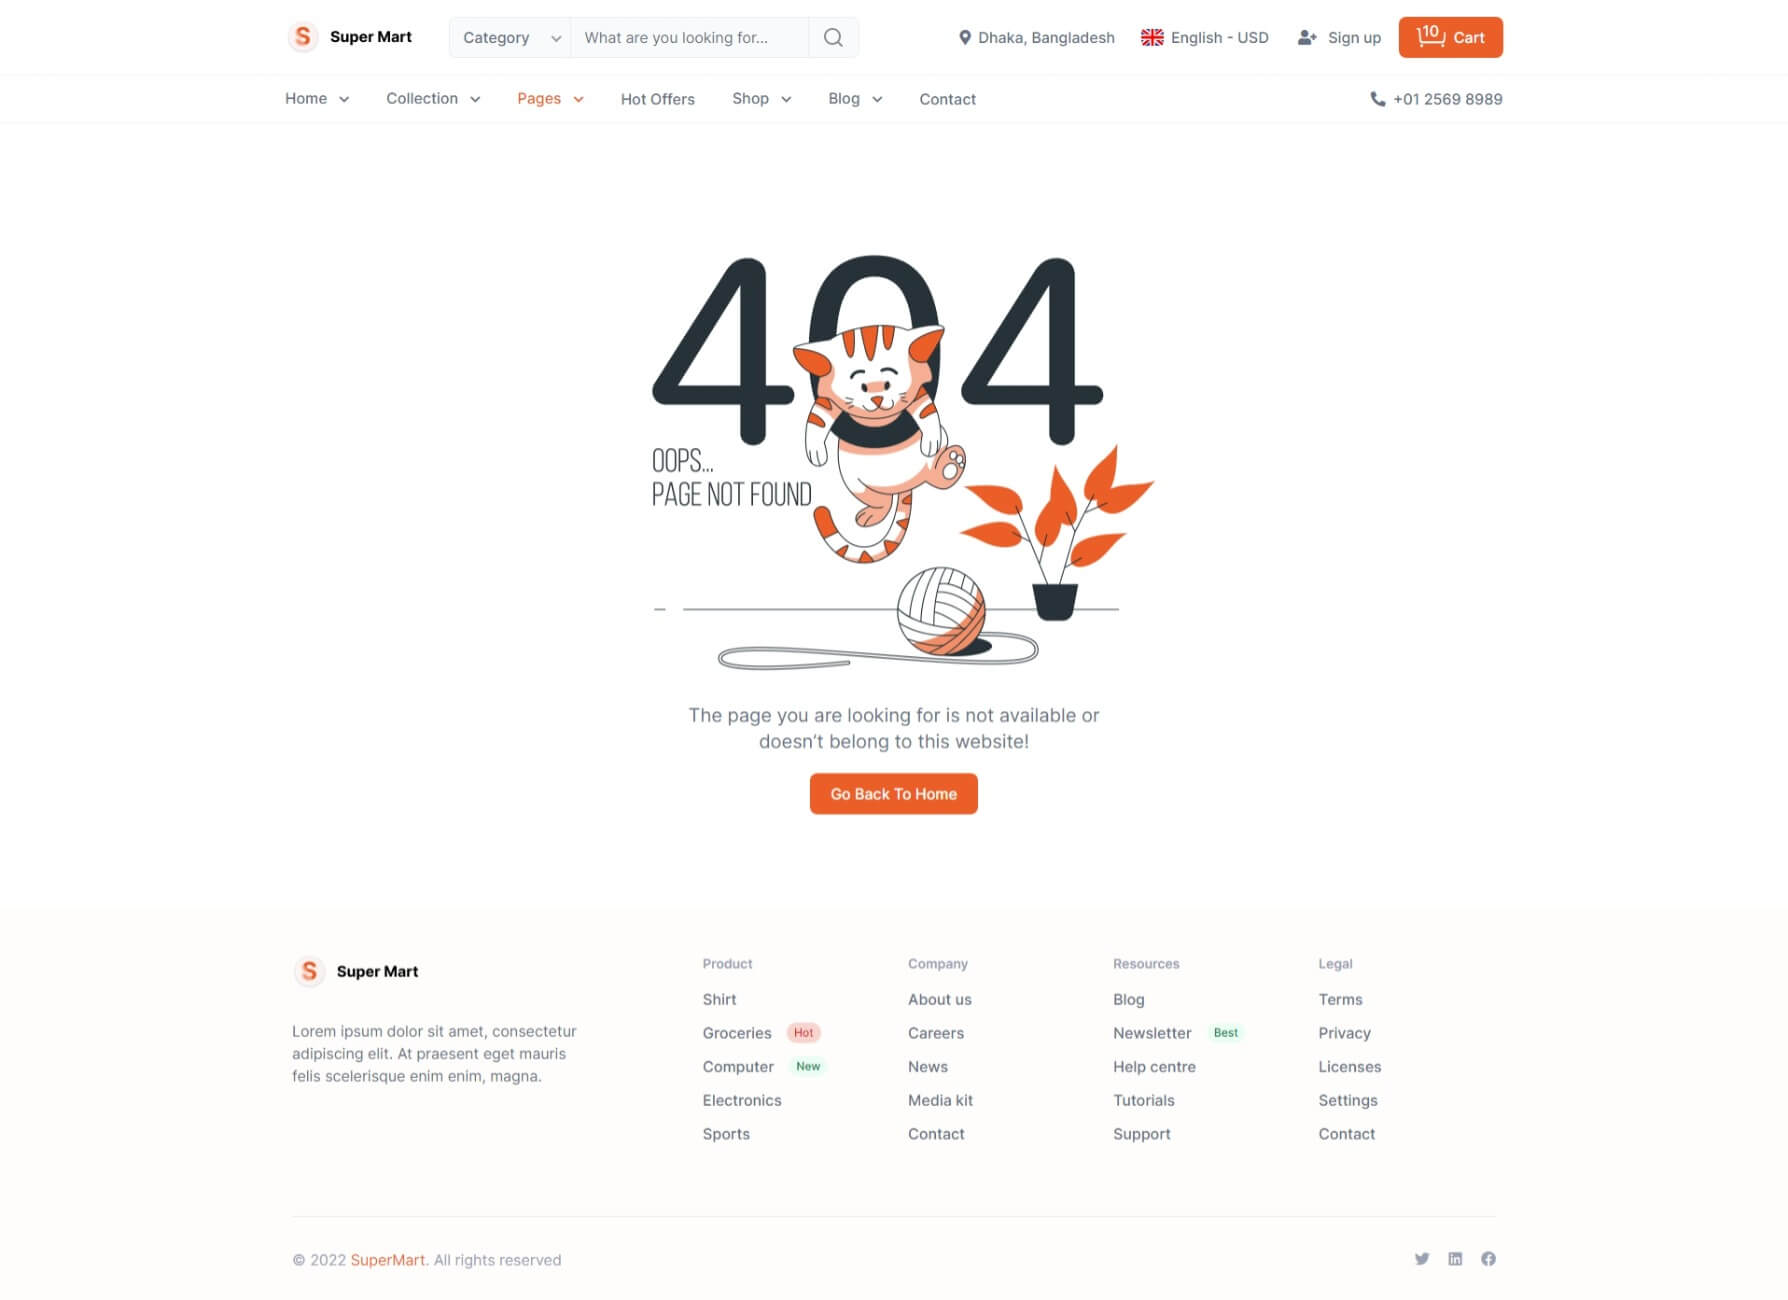 S Super Mart
Category
What are you looking for...
Dhaka, Bangladesh
English - USD
Sign up
10 Cart
Home
Collection
Pages
Hot Offers
Shop
Blog
Contact
+01 2569 8989
404
OOPS...
PAGE NOT FOUND
The page you are looking for is not available or
doesn’t belong to this website!
Go Back To Home
S Super Mart
Lorem ipsum dolor sit amet, consectetur
adipiscing elit. At praesent eget mauris
felis scelerisque enim enim, magna.
Product
Shirt
Groceries Hot
Computer New
Electronics
Sports
Company
About us
Careers
News
Media kit
Contact
Resources
Blog
Newsletter Best
Help centre
Tutorials
Support
Legal
Terms
Privacy
Licenses
Settings
Contact
© 2022 SuperMart. All rights reserved